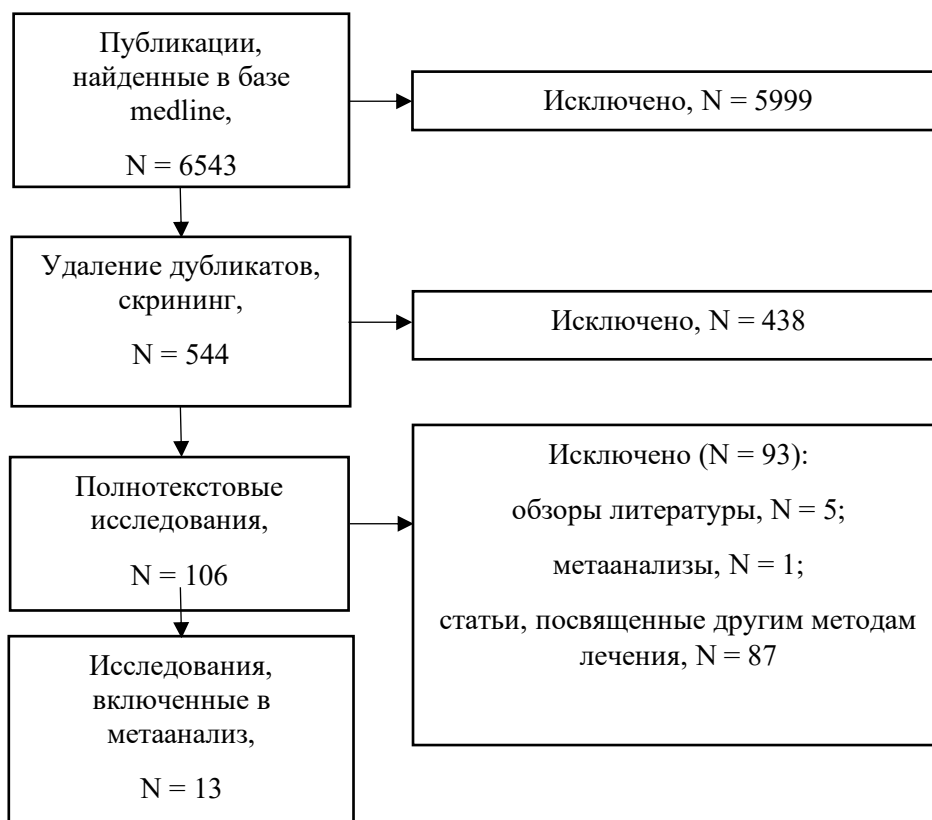 Публикации,
найденные в базе
medline,
N = 6543
Исключено, N = 5999
Удаление дубликатов,
скрининг,
N = 544
Исключено, N = 438
Полнотекстовые
исследования,
N = 106
Исключено (N = 93):
обзоры литературы, N = 5;
метаанализы, N = 1;
статьи, посвященные другим методам
лечения, N = 87
Исследования,
включенные в
метаанализ,
N = 13